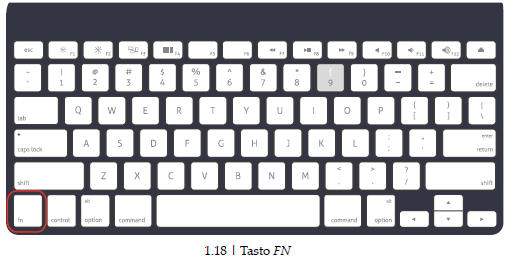 esc F1 F2 F3 F4 F5 F6 F7 F8 F9 F10 F11 F12
~ ! @ # $ % ^ & * ( ) — +
1 2 3 4 5 6 7 8 9 0 - = delete
tab Q W E R T Y U I O P { } |
[ ] \
caps lock A S D F G H J K L : " enter
; ' return
shift Z X C V B N M < > ? shift
, . /
alt alt
fn control option command command option
1.18 | Tasto FN